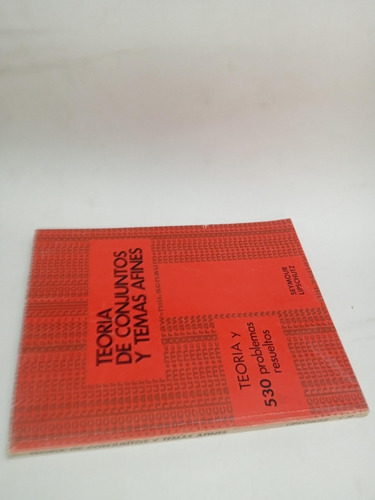 TEORIA
DE CONJUNTOS
Y TEMAS AFINES
TEORIA Y
530 problemas
resueltos
SEYMOUR
LIPSCHUTZ